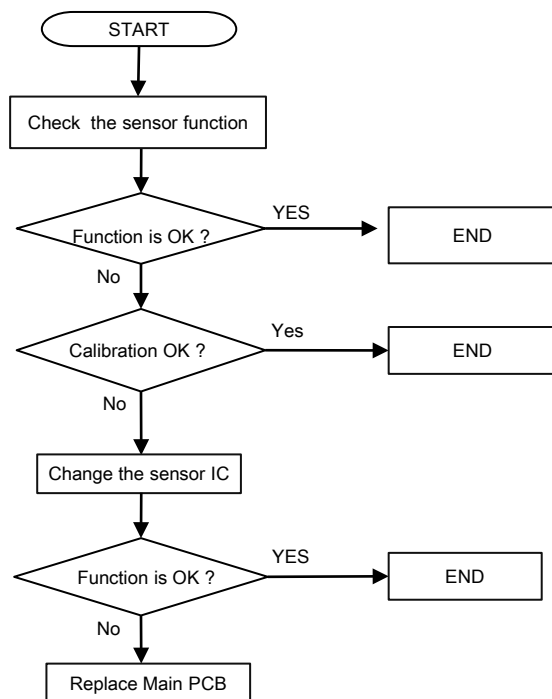 START
Check the sensor function
YES
Function is OK ?
END
No
Yes
Calibration OK ?
END
No
Change the sensor IC
YES
Function is OK ?
END
No
Replace Main PCB